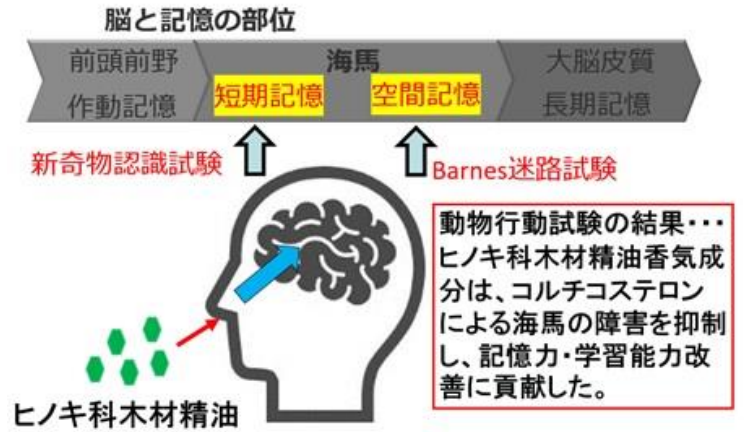 脳と記憶の部位
前頭前野
作動記憶
海馬
短期記憶
空間記憶
大脳皮質
長期記憶
新奇物認識試験
Barnes迷路試験
動物行動試験の結果･･･
ヒノキ科木材精油香気成
分は、コルチコステロン
による海馬の障害を抑制
し、記憶力・学習能力改
善に貢献した。
ヒノキ科木材精油